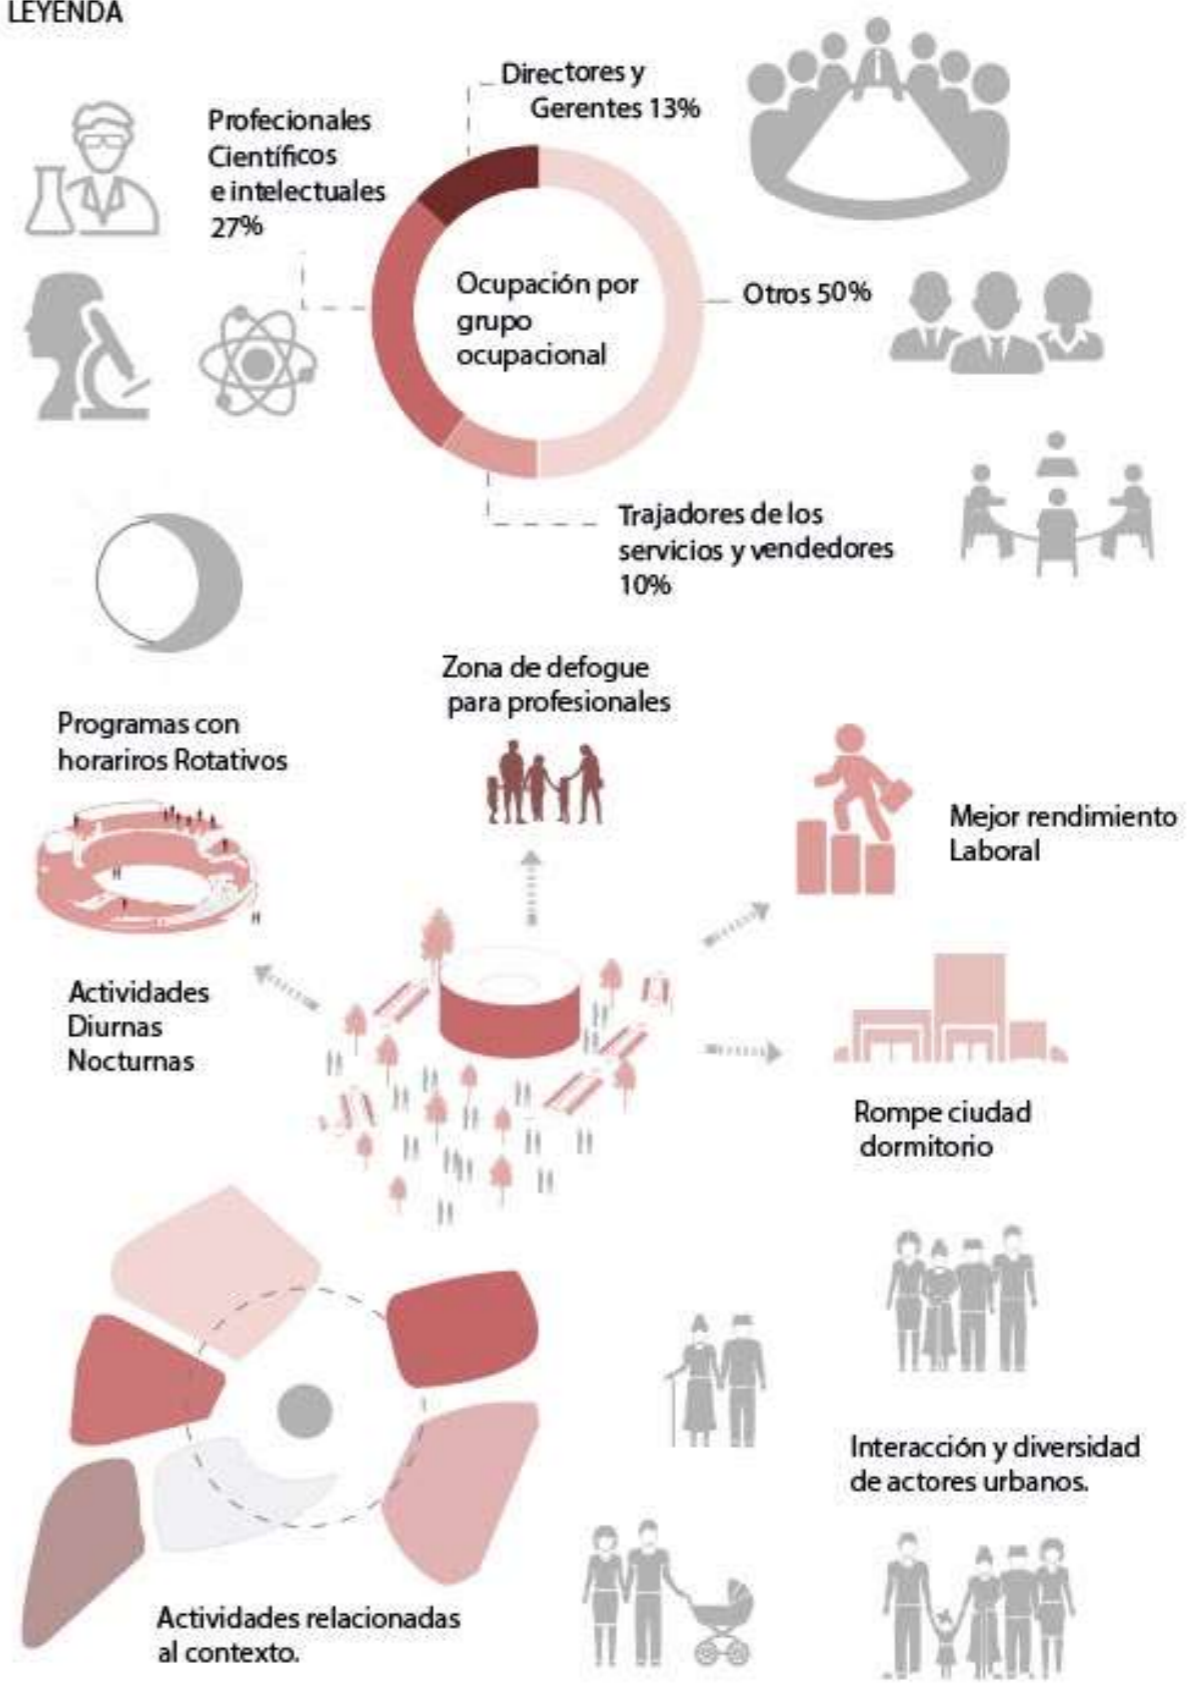 LEYENDA
Directores y
Gerentes 13%
Profecionales
Científicos
e intelectuales
27%
Ocupación por
grupo
ocupacional
Otros 50%
Trajadores de los
servicios y vendedores
10%
Zona de defogue
para profesionales
Programas con
horariros Rotativos
Mejor rendimiento
Laboral
Actividades
Diurnas
Nocturnas
Rompe ciudad
dormitorio
Interacción y diversidad
de actores urbanos.
Actividades relacionadas
al contexto.